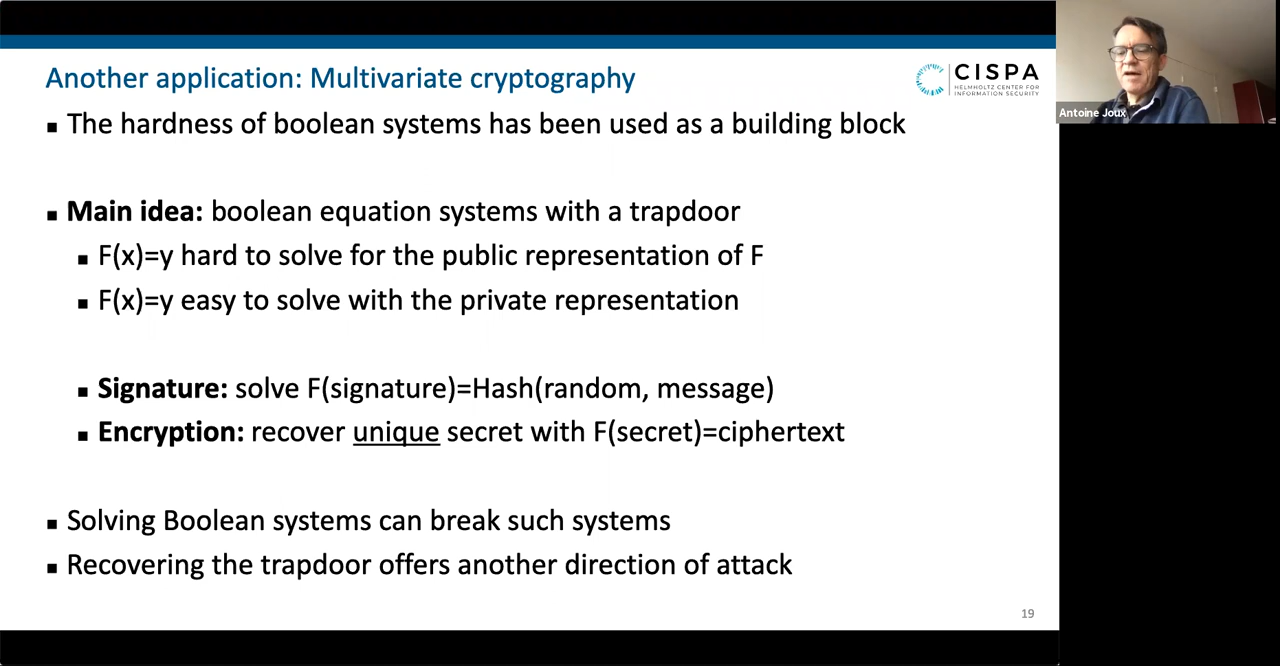 Another application: Multivariate cryptography
CISPA
HELMHOLTZ CENTER FOR
INFORMATION SECURITY
Antoine Joux
▪ The hardness of boolean systems has been used as a building block
▪ Main idea: boolean equation systems with a trapdoor
▪ F(x)=y hard to solve for the public representation of F
▪ F(x)=y easy to solve with the private representation
▪ Signature: solve F(signature)=Hash(random, message)
▪ Encryption: recover unique secret with F(secret)=ciphertext
▪ Solving Boolean systems can break such systems
▪ Recovering the trapdoor offers another direction of attack
19